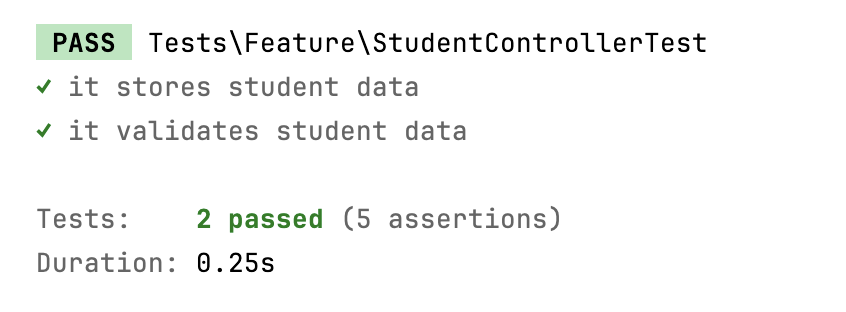 PASS Tests\Feature\StudentControllerTest
✓ it stores student data
✓ it validates student data
Tests: 2 passed (5 assertions)
Duration: 0.25s